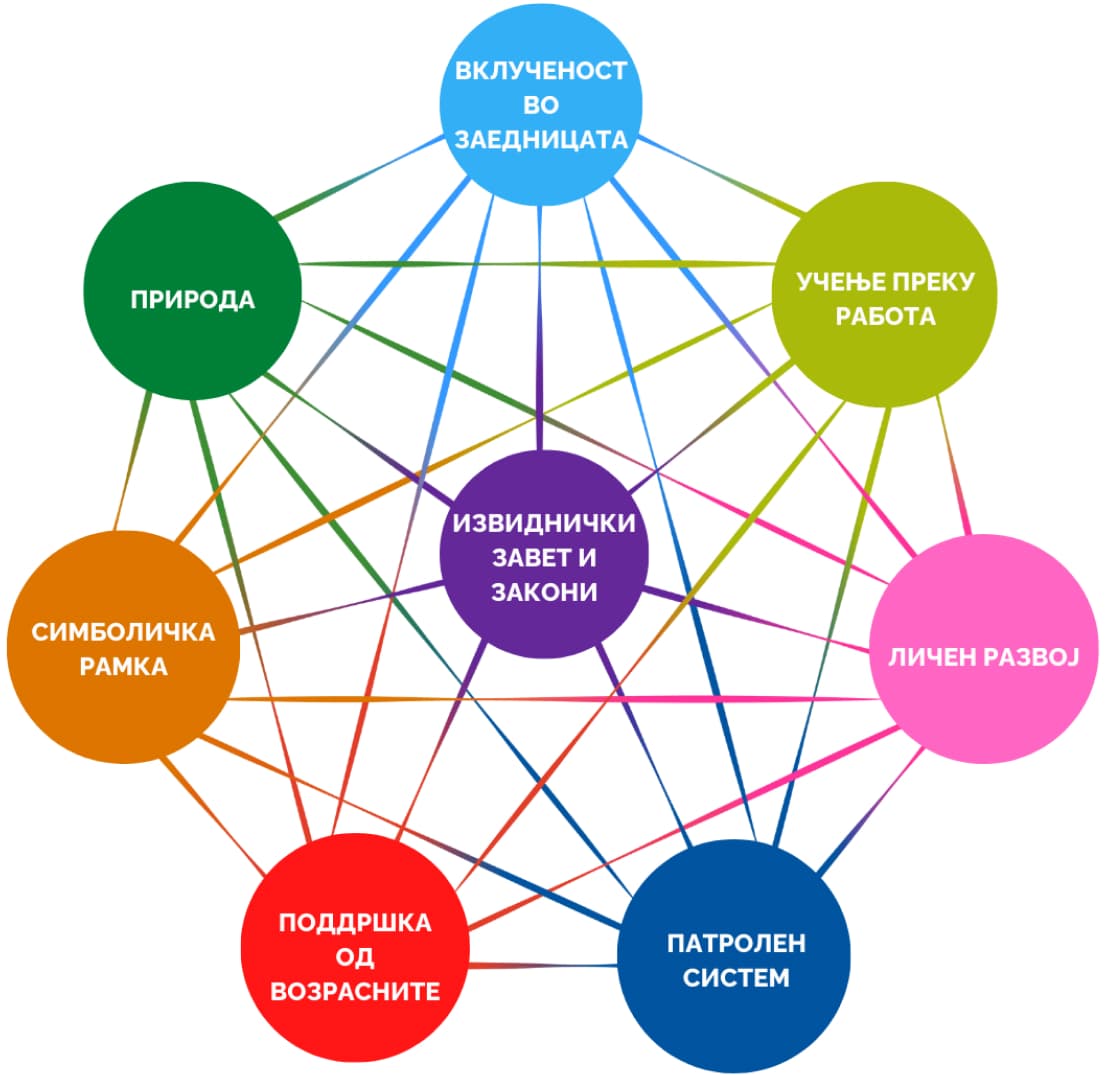 ВКЛУЧЕНОСТ
ВО
ЗАЕДНИЦАТА
ПРИРОДА
УЧЕЊЕ ПРЕКУ
РАБОТА
ИЗВИДНИЧКИ
ЗАВЕТ И
ЗАКОНИ
СИМБОЛИЧКА
РАМКА
ЛИЧЕН РАЗВОЈ
ПОДДРШКА
ОД
ВОЗРАСНИТЕ
ПАТРОЛЕН
СИСТЕМ